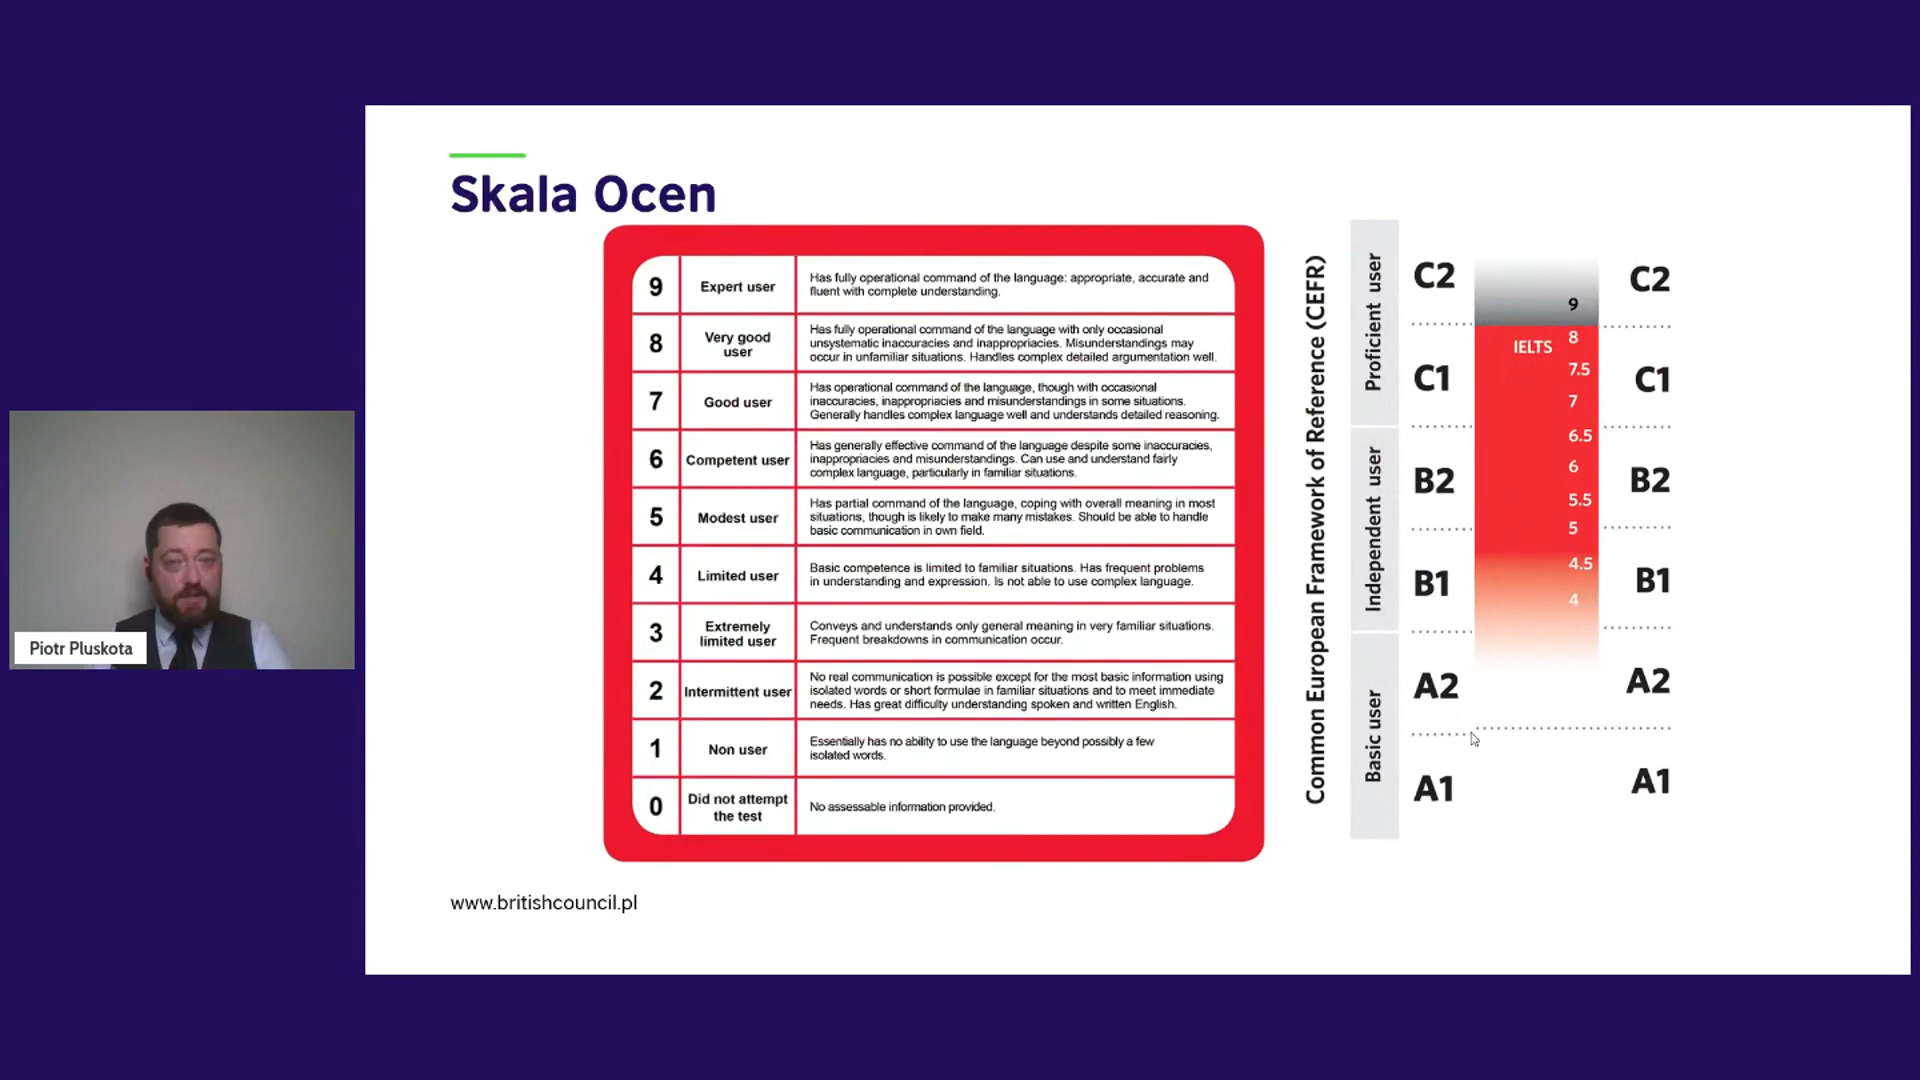 Skala Ocen
9
Expert user
Has fully operational command of the language: appropriate, accurate and
fluent with complete understanding.
8
Very good
user
Has fully operational command of the language with only occasional
unsystematic inaccuracies and inappropriacies. Misunderstandings may
occur in unfamiliar situations. Handles complex detailed argumentation well.
7
Good user
Has operational command of the language, though with occasional
inaccuracies, inappropriacies and misunderstandings in some situations.
Generally handles complex language well and understands detailed reasoning.
6
Competent user
Has generally effective command of the language despite some inaccuracies,
inappropriacies and misunderstandings. Can use and understand fairly
complex language, particularly in familiar situations.
5
Modest user
Has partial command of the language, coping with overall meaning in most
situations, though is likely to make many mistakes. Should be able to handle
basic communication in own field.
4
Limited user
Basic competence is limited to familiar situations. Has frequent problems
in understanding and expression. Is not able to use complex language.
3
Extremely
limited user
Conveys and understands only general meaning in very familiar situations.
Frequent breakdowns in communication occur.
2
Intermittent user
No real communication is possible except for the most basic information using
isolated words or short formulae in familiar situations and to meet immediate
needs. Has great difficulty understanding spoken and written English.
1
Non user
Essentially has no ability to use the language beyond possibly a few
isolated words.
0
Did not attempt
the test
No assessable information provided.
Common European Framework of Reference (CEFR)
Proficient user
Independent user
Basic user
C2
C1
B2
B1
A2
A1
IELTS
9
8
7.5
7
6.5
6
5.5
5
4.5
4
C2
C1
B2
B1
A2
A1
Piotr Pluskota
www.britishcouncil.pl